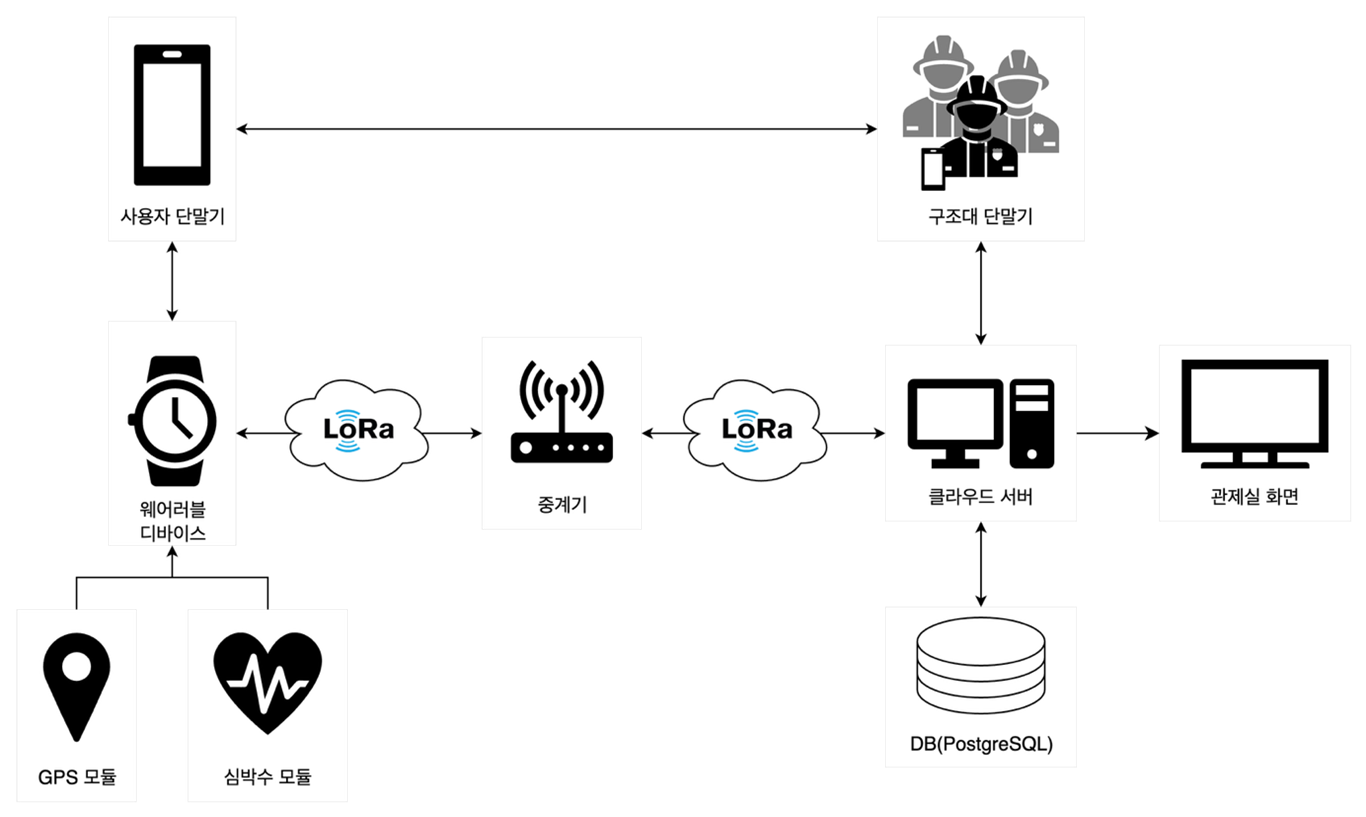 사용자 단말기
구조대 단말기
웨어러블
디바이스
LoRa
중계기
LoRa
클라우드 서버
관제실 화면
GPS 모듈
심박수 모듈
DB(PostgreSQL)